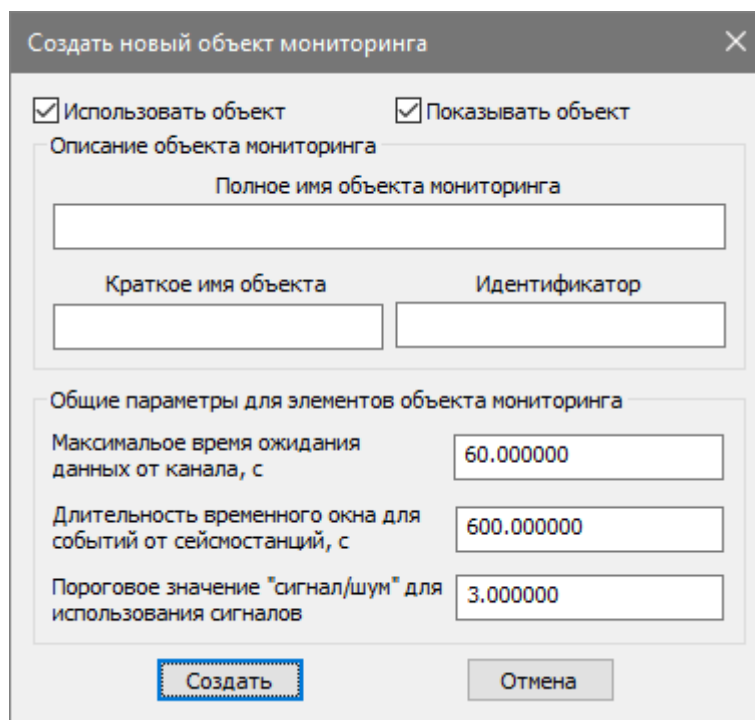 Создать новый объект мониторинга
Использовать объект Показывать объект
Описание объекта мониторинга
Полное имя объекта мониторинга
Краткое имя объекта Идентификатор
Общие параметры для элементов объекта мониторинга
Максимальое время ожидания
данных от канала, с
60.000000
Длительность временного окна для
событий от сейсмостанций, с
600.000000
Пороговое значение "сигнал/шум" для
использования сигналов
3.000000
Создать Отмена